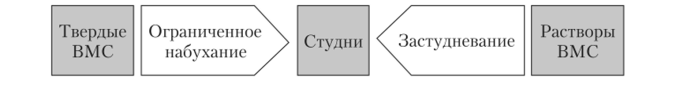 Твердые
ВМС
Ограниченное
набухание
Студни
Застудневание
Растворы
ВМС